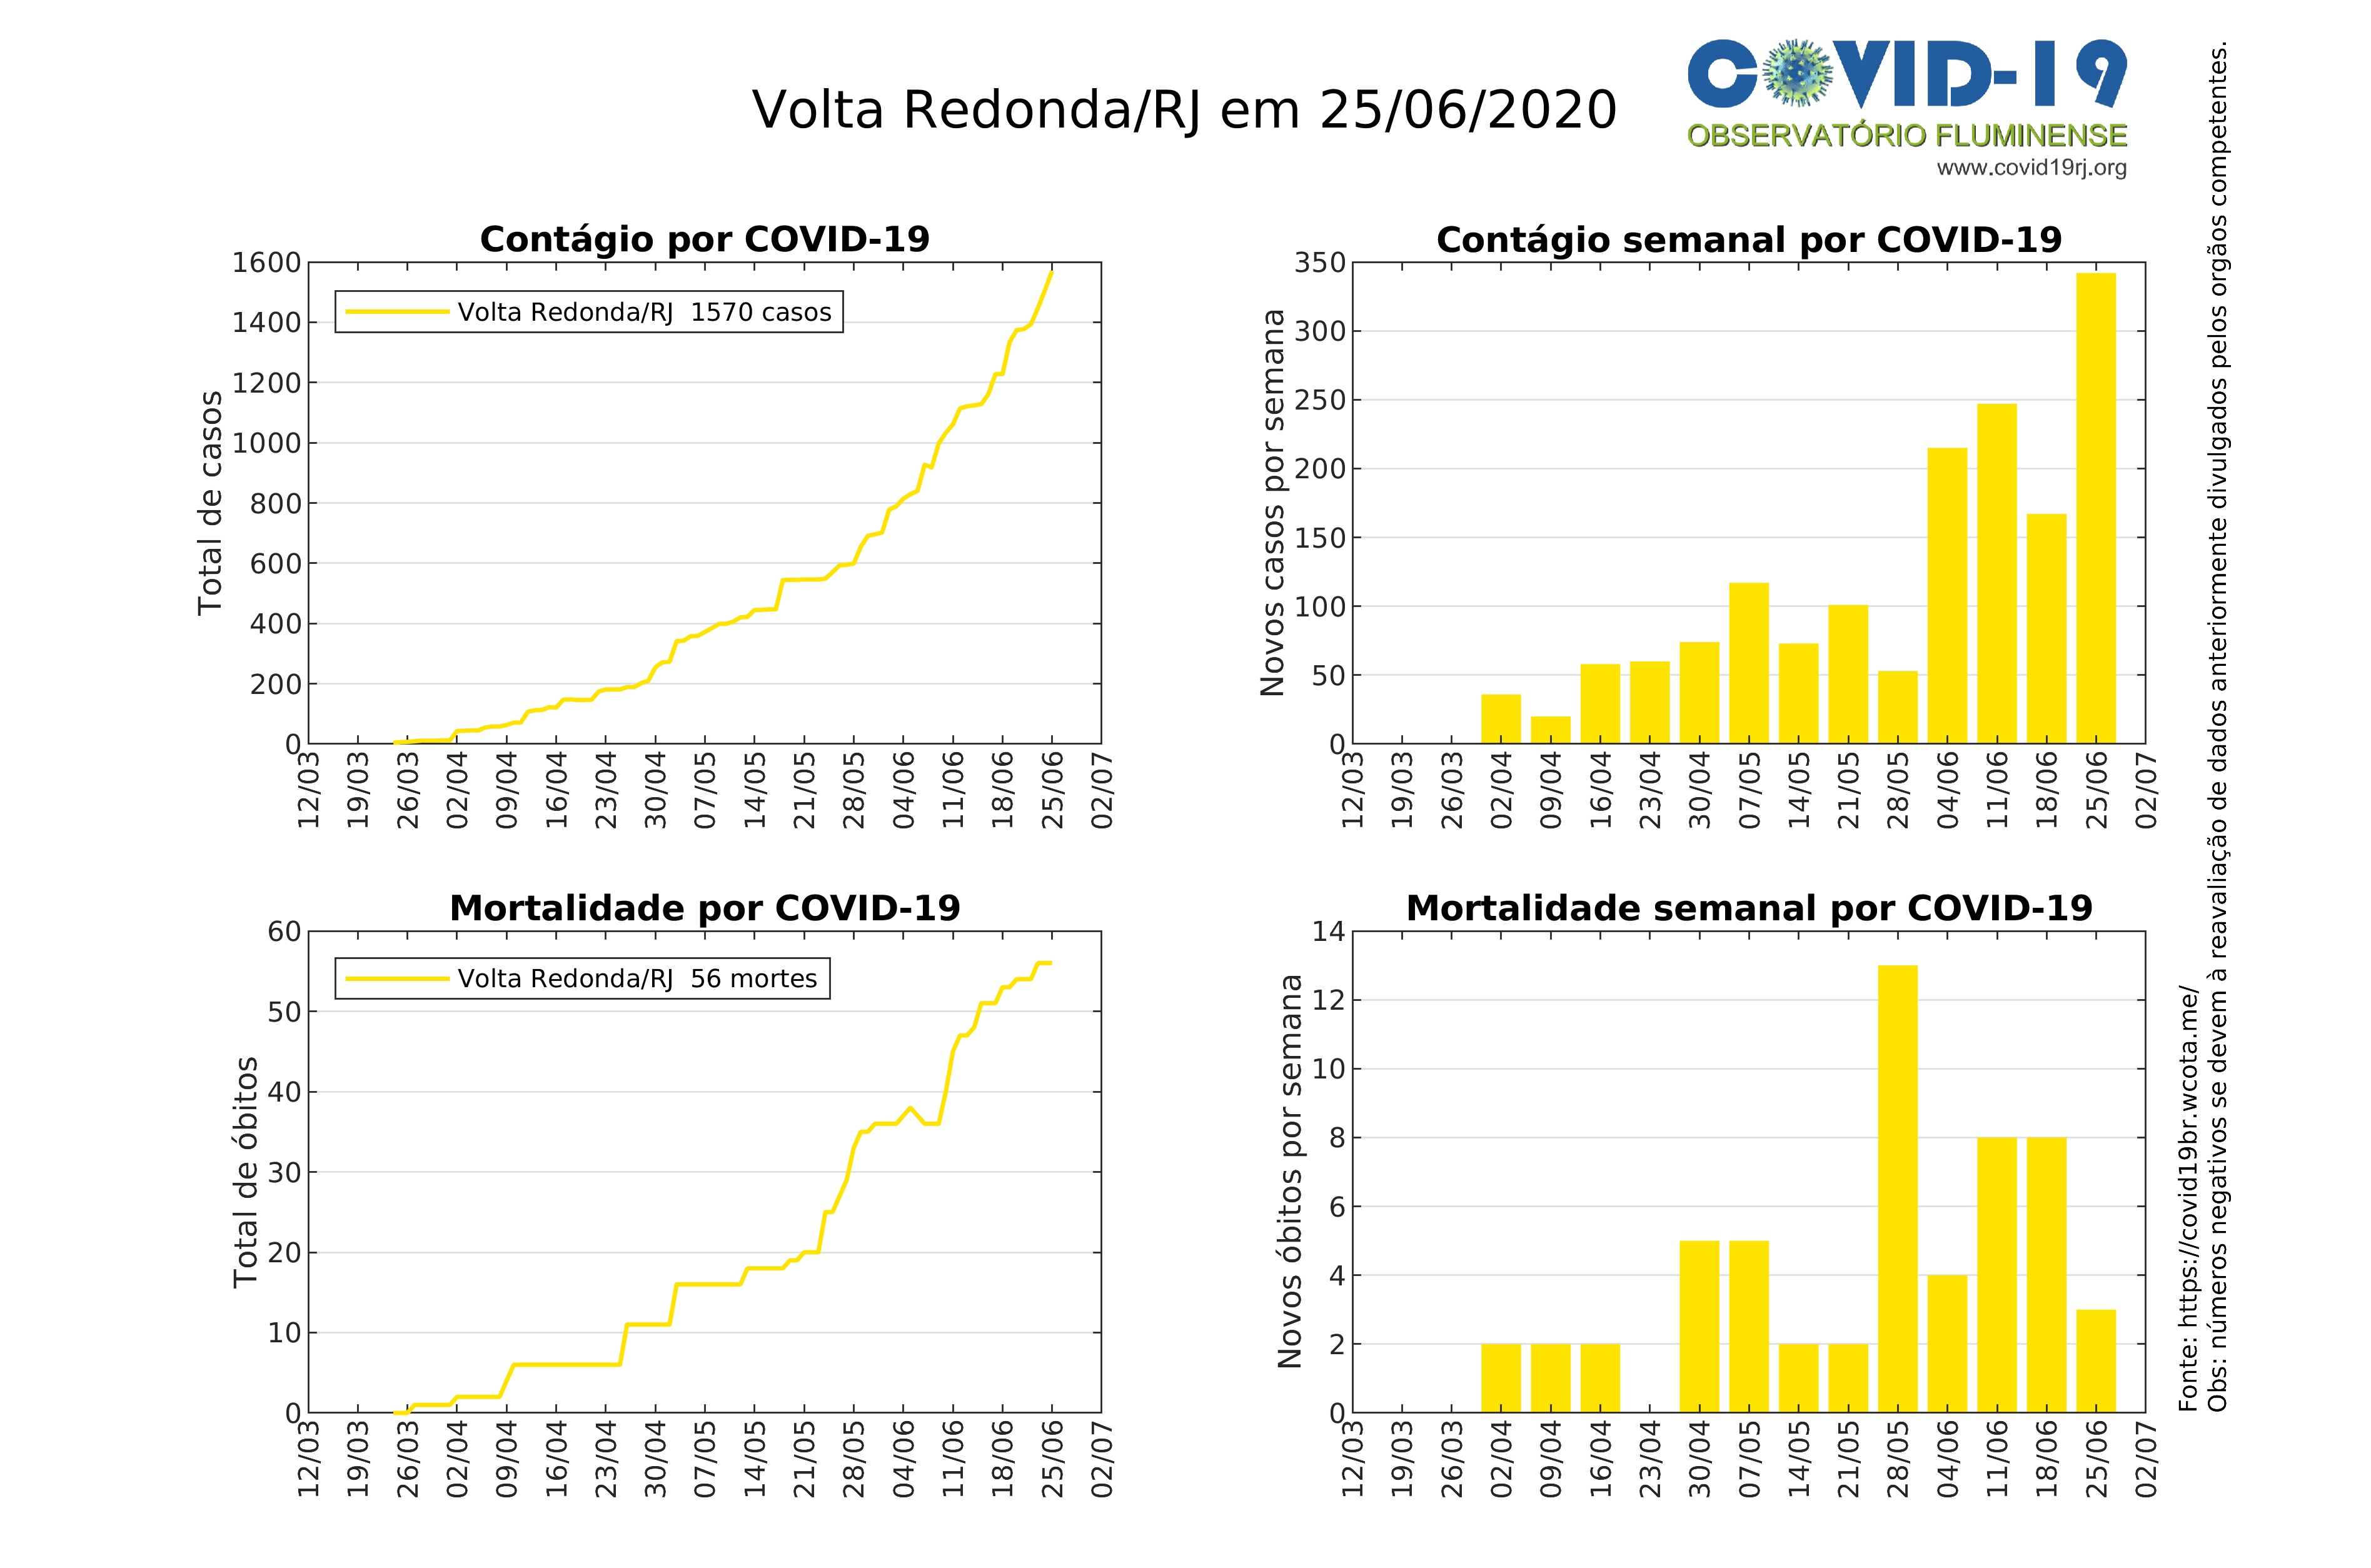 Volta Redonda/RJ em 25/06/2020
COVID-19
OBSERVATÓRIO FLUMINENSE
www.covid19rj.org
Contágio por COVID-19
Total de casos
1600
1400
1200
1000
800
600
400
200
0
Volta Redonda/RJ 1570 casos
12/03 19/03 26/03 02/04 09/04 16/04 23/04 30/04 07/05 14/05 21/05 28/05 04/06 11/06 18/06 25/06 02/07
Contágio semanal por COVID-19
Novos casos por semana
350
300
250
200
150
100
50
0
12/03 19/03 26/03 02/04 09/04 16/04 23/04 30/04 07/05 14/05 21/05 28/05 04/06 11/06 18/06 25/06 02/07
Mortalidade por COVID-19
Total de óbitos
60
50
40
30
20
10
0
Volta Redonda/RJ 56 mortes
12/03 19/03 26/03 02/04 09/04 16/04 23/04 30/04 07/05 14/05 21/05 28/05 04/06 11/06 18/06 25/06 02/07
Mortalidade semanal por COVID-19
Novos óbitos por semana
14
12
10
8
6
4
2
0
12/03 19/03 26/03 02/04 09/04 16/04 23/04 30/04 07/05 14/05 21/05 28/05 04/06 11/06 18/06 25/06 02/07
Fonte: https://covid19br.wcota.me/
Obs: números negativos se devem à reavaliação de dados anteriormente divulgados pelos orgãos competentes.